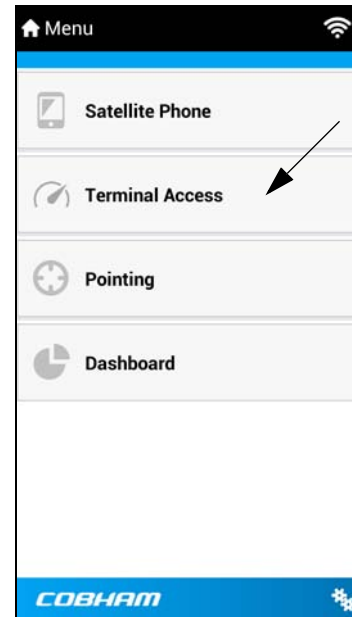 Menu
Satellite Phone
Terminal Access
Pointing
Dashboard
COBHAM